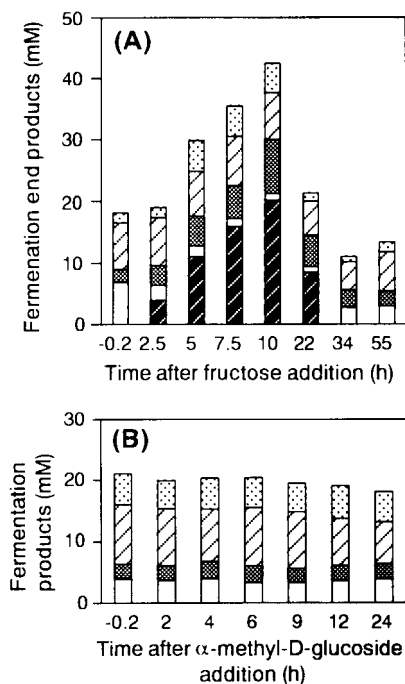 (A)
Fermenation end products (mM)
50
40
30
20
10
0
-0.2 2.5 5 7.5 10 22 34 55
Time after fructose addition (h)
(B)
Fermentation
products (mM)
30
20
10
0
-0.2 2 4 6 9 12 24
Time after α-methyl-D-glucoside
addition (h)